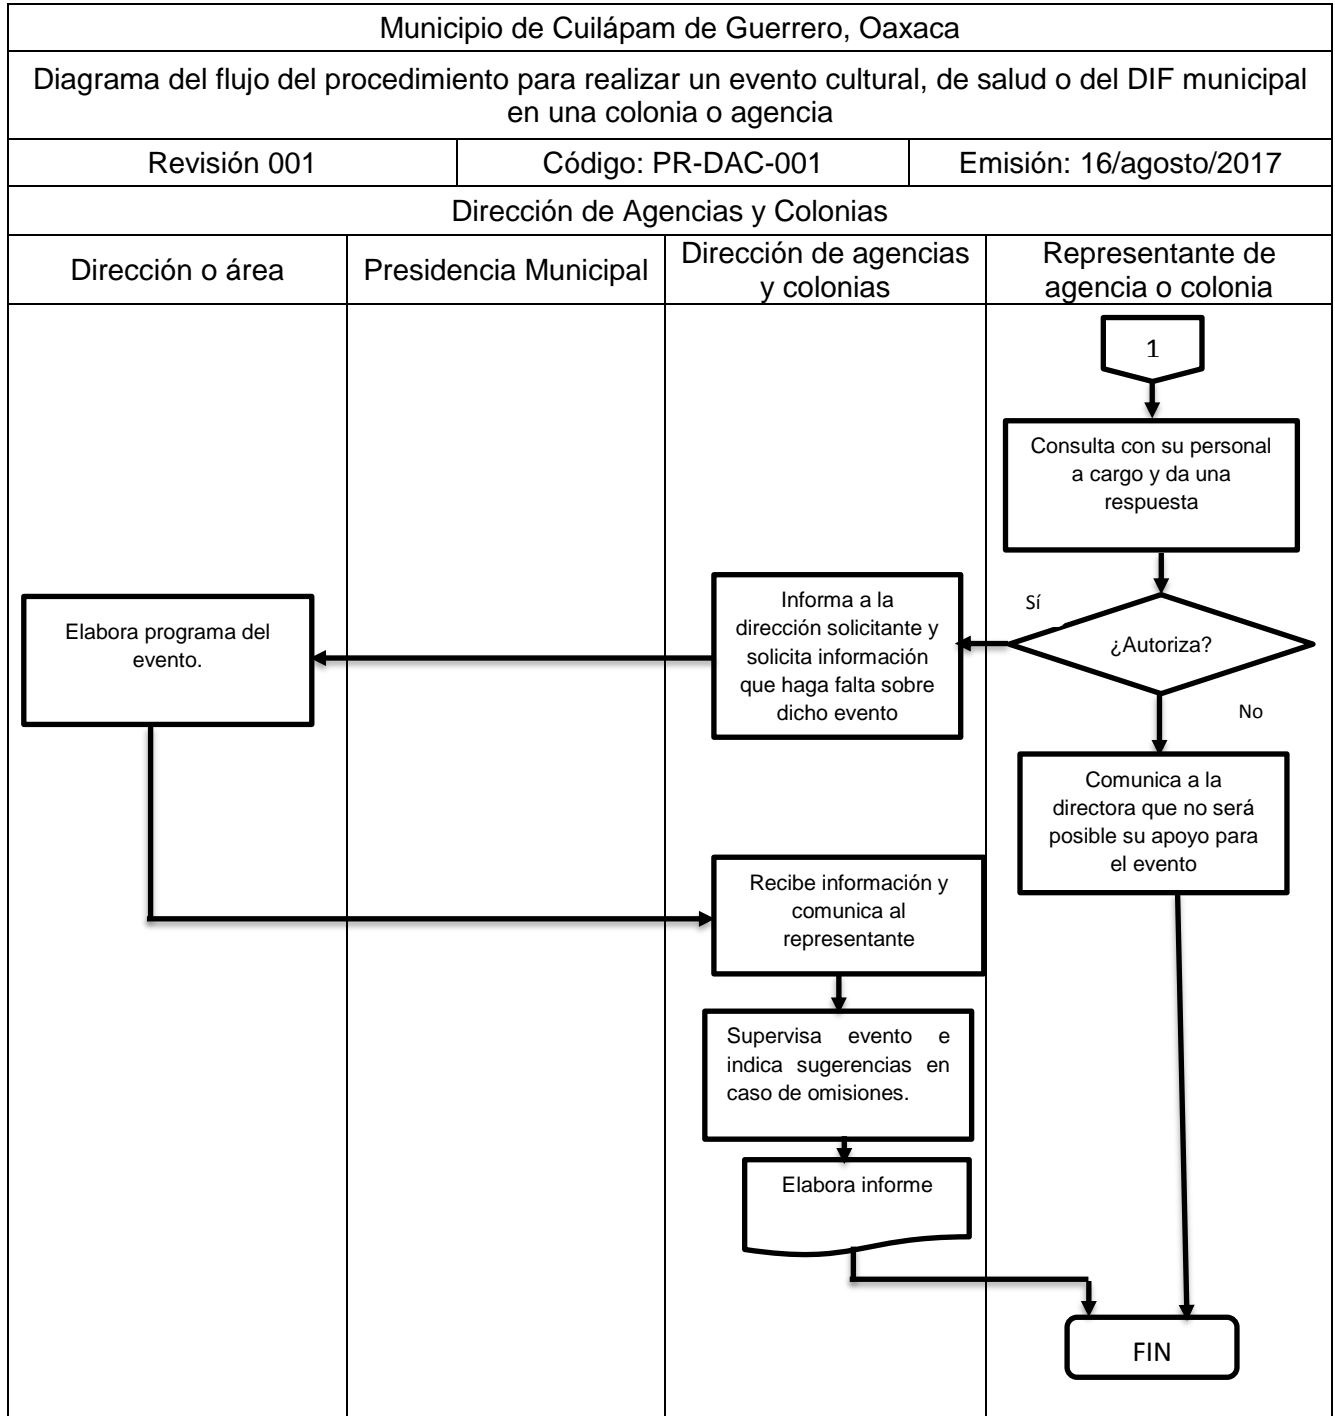 Municipio de Cuilápam de Guerrero, Oaxaca
Diagrama del flujo del procedimiento para realizar un evento cultural, de salud o del DIF municipal
en una colonia o agencia
Revisión 001
Código: PR-DAC-001
Emisión: 16/agosto/2017
Dirección de Agencias y Colonias
Dirección o área
Presidencia Municipal
Dirección de agencias
y colonias
Representante de
agencia o colonia
1
Consulta con su personal
a cargo y da una
respuesta
¿Autoriza?
Sí
No
Informa a la
dirección solicitante y
solicita información
que haga falta sobre
dicho evento
Elabora programa del
evento.
Comunica a la
directora que no será
posible su apoyo para
el evento
Recibe información y
comunica al
representante
Supervisa evento e
indica sugerencias en
caso de omisiones.
Elabora informe
FIN